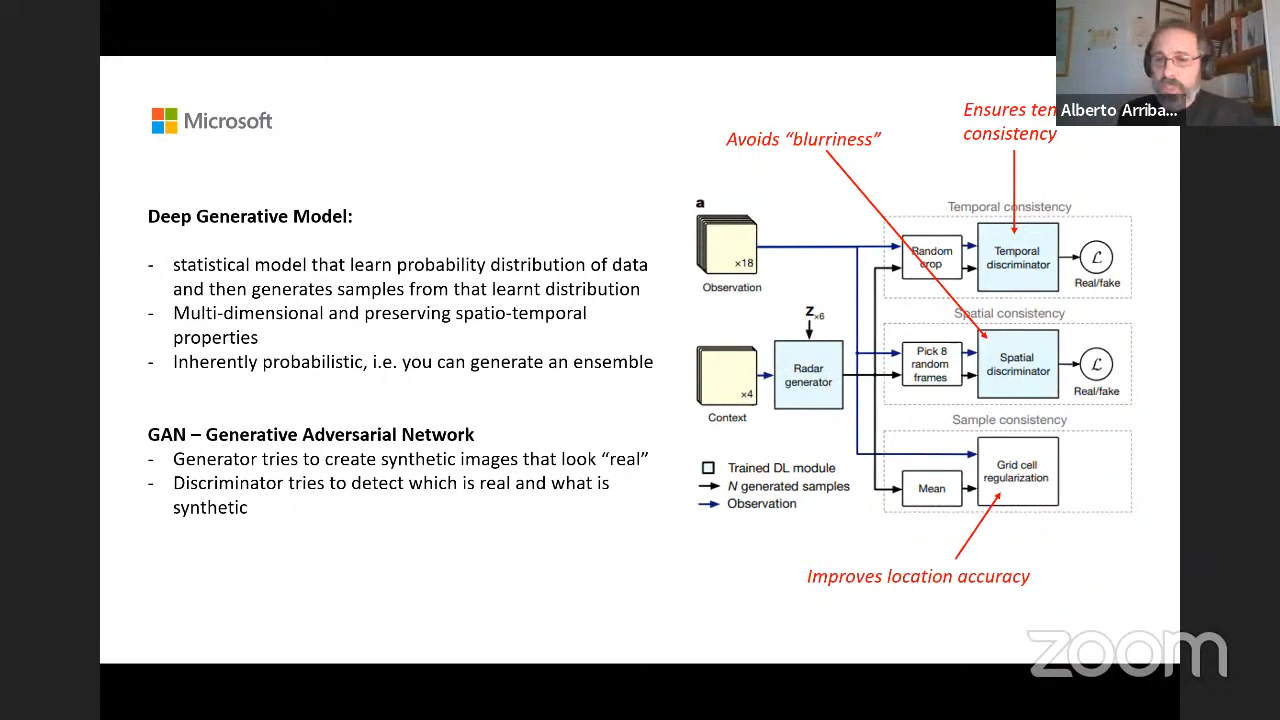 Microsoft
Deep Generative Model:
- statistical model that learn probability distribution of data
and then generates samples from that learnt distribution
- Multi-dimensional and preserving spatio-temporal
properties
- Inherently probabilistic, i.e. you can generate an ensemble
GAN – Generative Adversarial Network
- Generator tries to create synthetic images that look “real”
- Discriminator tries to detect which is real and what is
synthetic
Avoids “blurriness”
Ensures
consistency
Alberto Arriba...
a
×18
Observation
Z×6
×4
Context
Radar
generator
Temporal consistency
Random
crop
Temporal
discriminator
ℒ
Real/fake
Spatial consistency
Pick 8
random
frames
Spatial
discriminator
ℒ
Real/fake
Sample consistency
Mean
Grid cell
regularization
Trained DL module
N generated samples
Observation
Improves location accuracy
zoom